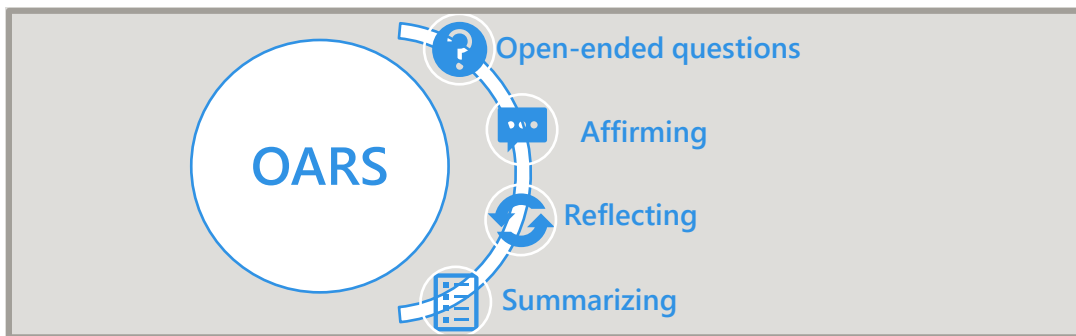 OARS
Open-ended questions
Affirming
Reflecting
Summarizing